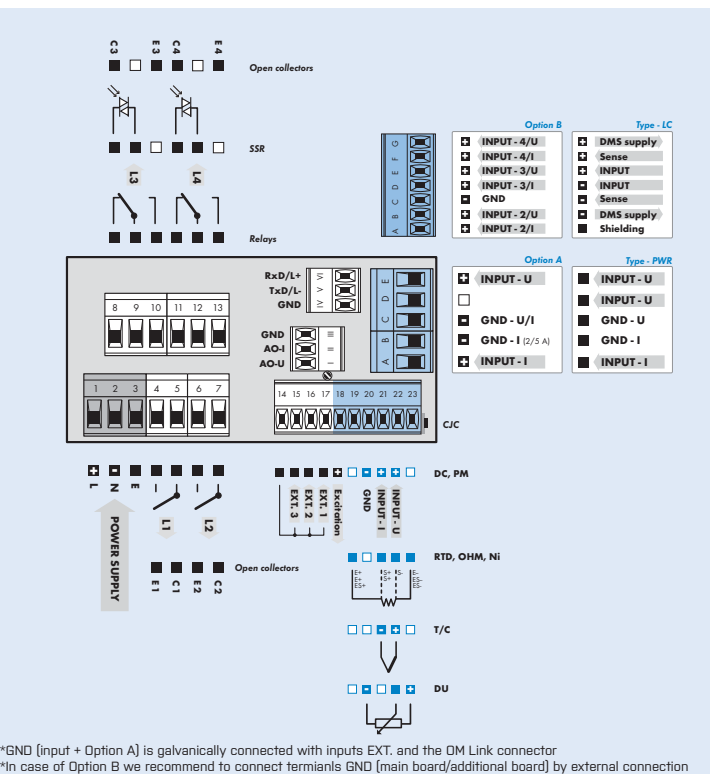 C3 E3 C4 E4
Open collectors
SSR
L3 L4
Relays
Option B
INPUT - 4/U
INPUT - 4/I
INPUT - 3/U
INPUT - 3/I
GND
INPUT - 2/U
INPUT - 2/I
Type - LC
DMS supply
Sense
INPUT
INPUT
Sense
DMS supply
Shielding
G
F
E
D
C
B
A
Option A
INPUT - U
GND - U/I
GND - I (2/5 A)
INPUT - I
Type - PWR
INPUT - U
INPUT - U
GND - U
GND - I
INPUT - I
RxD/L+
TxD/L-
GND
IV V VI
GND
AO-I
AO-U
I II III
E
D
C
B
A
8 9 10 11 12 13
1 2 3 4 5 6 7
14 15 16 17 18 19 20 21 22 23
CJC
L N E
POWER SUPPLY
L1 L2
E1 C1 E2 C2
Open collectors
DC, PM
EXT. 3
EXT. 2
EXT. 1
Excitation
GND
INPUT - I
INPUT - U
RTD, OHM, Ni
E+ S+ S- E-
E+ S+ ES-
ES+ ES-
T/C
DU
*GND (input + Option A) is galvanically connected with inputs EXT. and the OM Link connector
*In case of Option B we recommend to connect termianls GND (main board/additional board) by external connection